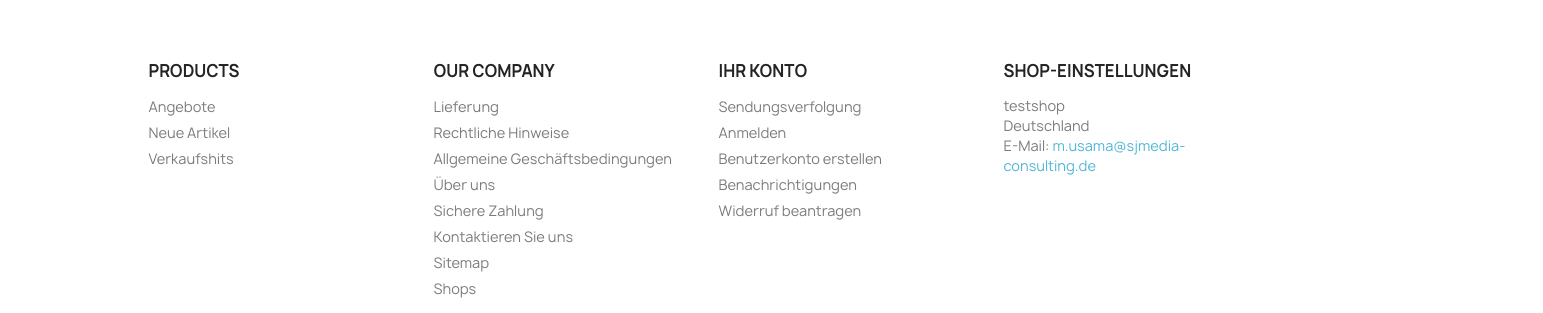 PRODUCTS
Angebote
Neue Artikel
Verkaufshits
OUR COMPANY
Lieferung
Rechtliche Hinweise
Allgemeine Geschäftsbedingungen
Über uns
Sichere Zahlung
Kontaktieren Sie uns
Sitemap
Shops
IHR KONTO
Sendungsverfolgung
Anmelden
Benutzerkonto erstellen
Benachrichtigungen
Widerruf beantragen
SHOP-EINSTELLUNGEN
testshop
Deutschland
E-Mail: m.usama@sjmedia-
consulting.de